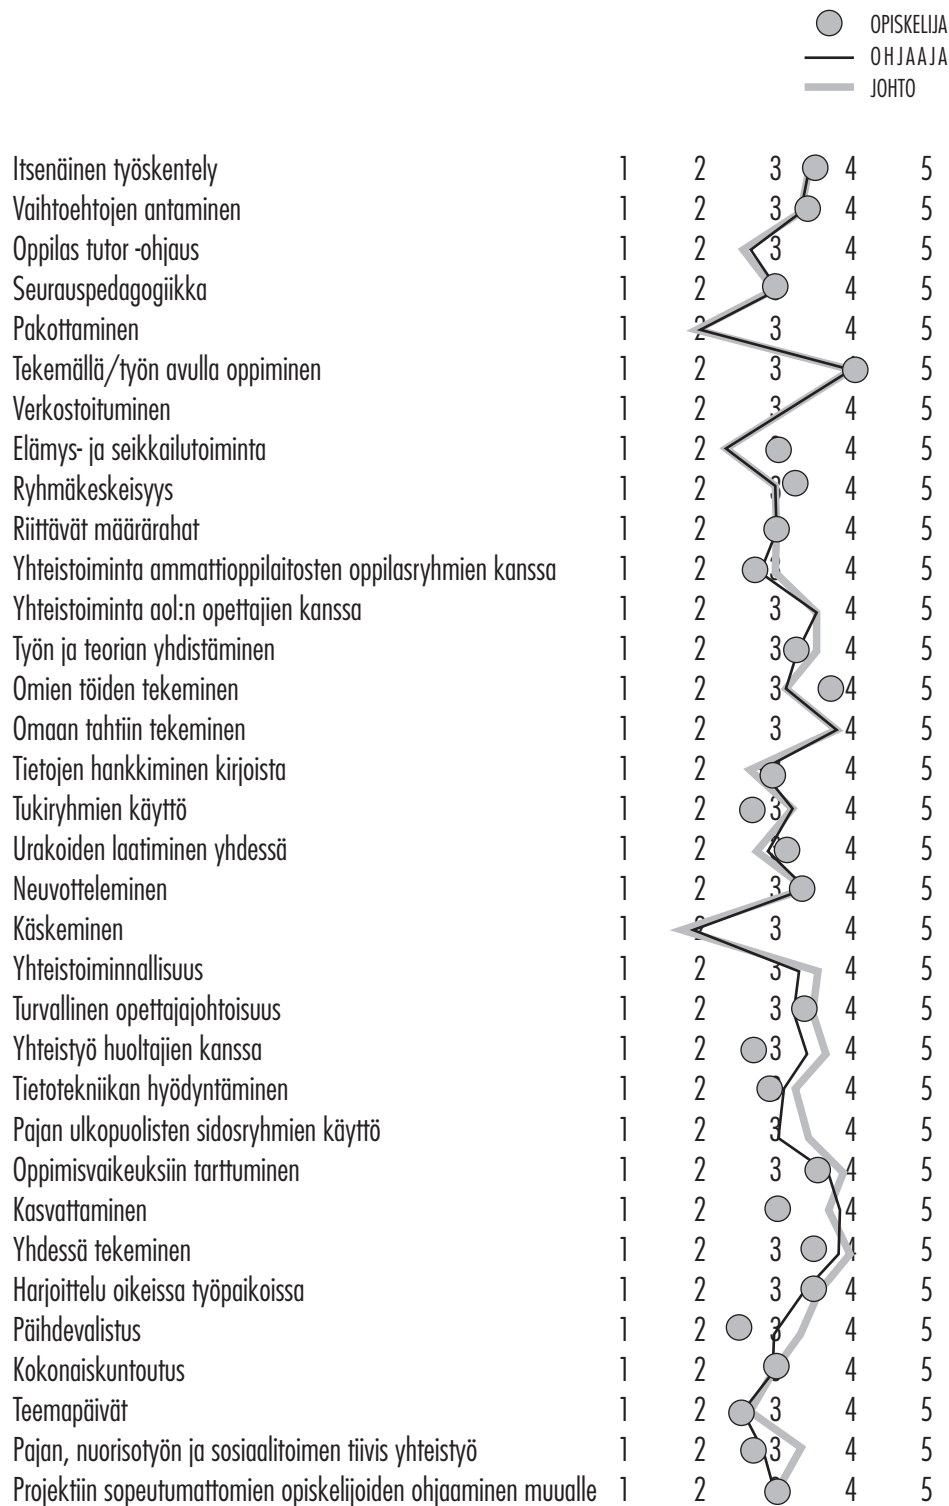 OPISKELIJA
OHJAAJA
JOHTO
Itsenäinen työskentely 1 2 3 4 5
Vaihtoehtojen antaminen 1 2 3 4 5
Oppilas tutor -ohjaus 1 2 3 4 5
Seurauspedagogiikka 1 2 4 5
Pakottaminen 1 2 3 4 5
Tekemällä/työn avulla oppiminen 1 2 3 5
Verkostoituminen 1 2 3 4 5
Elämys- ja seikkailutoiminta 1 2 4 5
Ryhmäkeskeisyys 1 2 3 4 5
Riittävät määrärahat 1 2 4 5
Yhteistoiminta ammattioppilaitosten oppilasryhmien kanssa 1 2 3 4 5
Yhteistoiminta aol:n opettajien kanssa 1 2 3 4 5
Työn ja teorian yhdistäminen 1 2 3 4 5
Omien töiden tekeminen 1 2 3 4 5
Omaan tahtiin tekeminen 1 2 3 4 5
Tietojen hankkiminen kirjoista 1 2 4 5
Tukiryhmien käyttö 1 2 3 4 5
Urakoiden laatiminen yhdessä 1 2 3 4 5
Neuvotteleminen 1 2 3 4 5
Käskeminen 1 2 3 4 5
Yhteistoiminnallisuus 1 2 3 4 5
Turvallinen opettajajohtoisuus 1 2 3 4 5
Yhteistyö huoltajien kanssa 1 2 3 4 5
Tietotekniikan hyödyntäminen 1 2 4 5
Pajan ulkopuolisten sidosryhmien käyttö 1 2 3 4 5
Oppimisvaikeuksiin tarttuminen 1 2 3 4 5
Kasvattaminen 1 2 4 5
Yhdessä tekeminen 1 2 3 4 5
Harjoittelu oikeissa työpaikoissa 1 2 3 4 5
Päihdevalistus 1 2 3 4 5
Kokonaiskuntoutus 1 2 4 5
Teemapäivät 1 2 3 4 5
Pajan, nuorisotyön ja sosiaalitoimen tiivis yhteistyö 1 2 3 4 5
Projektiin sopeutumattomien opiskelijoiden ohjaaminen muualle 1 2 4 5